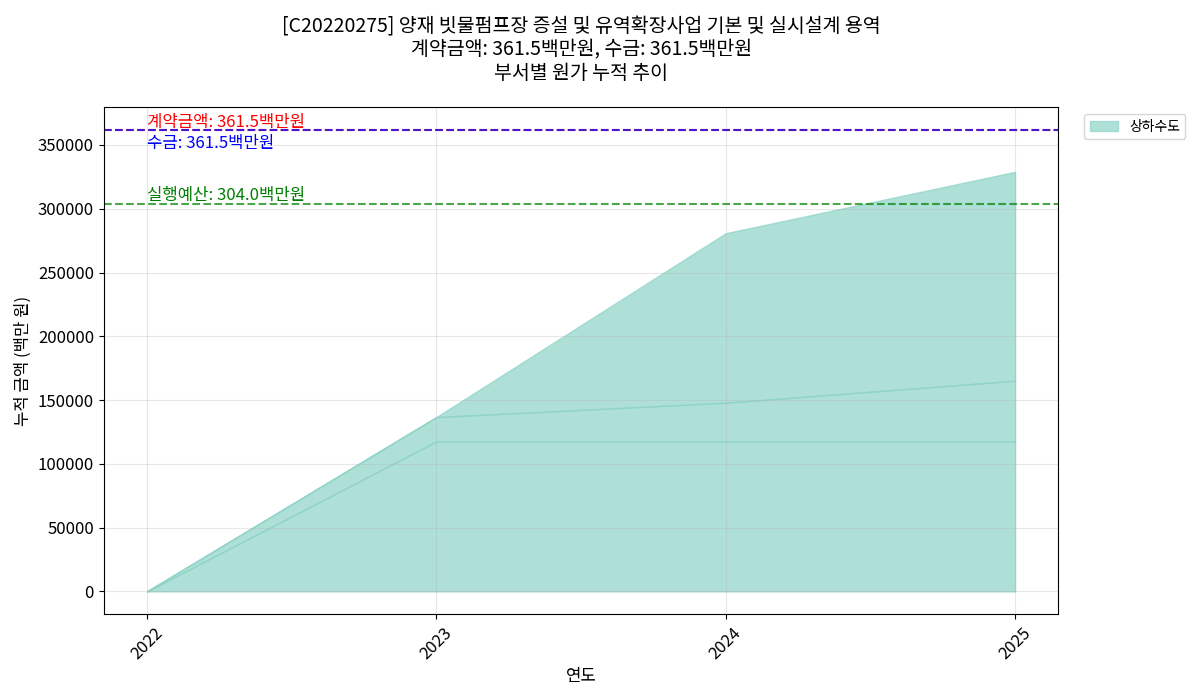 [C20220275] 양재 빗물펌프장 증설 및 유역확장사업 기본 및 실시설계 용역
계약금액: 361.5백만원, 수금: 361.5백만원
부서별 원가 누적 추이
계약금액: 361.5백만원
수금: 361.5백만원
실행예산: 304.0백만원
상하수도
350000
300000
250000
200000
150000
100000
50000
0
누적 금액 (백만 원)
2022
2023
2024
2025
연도